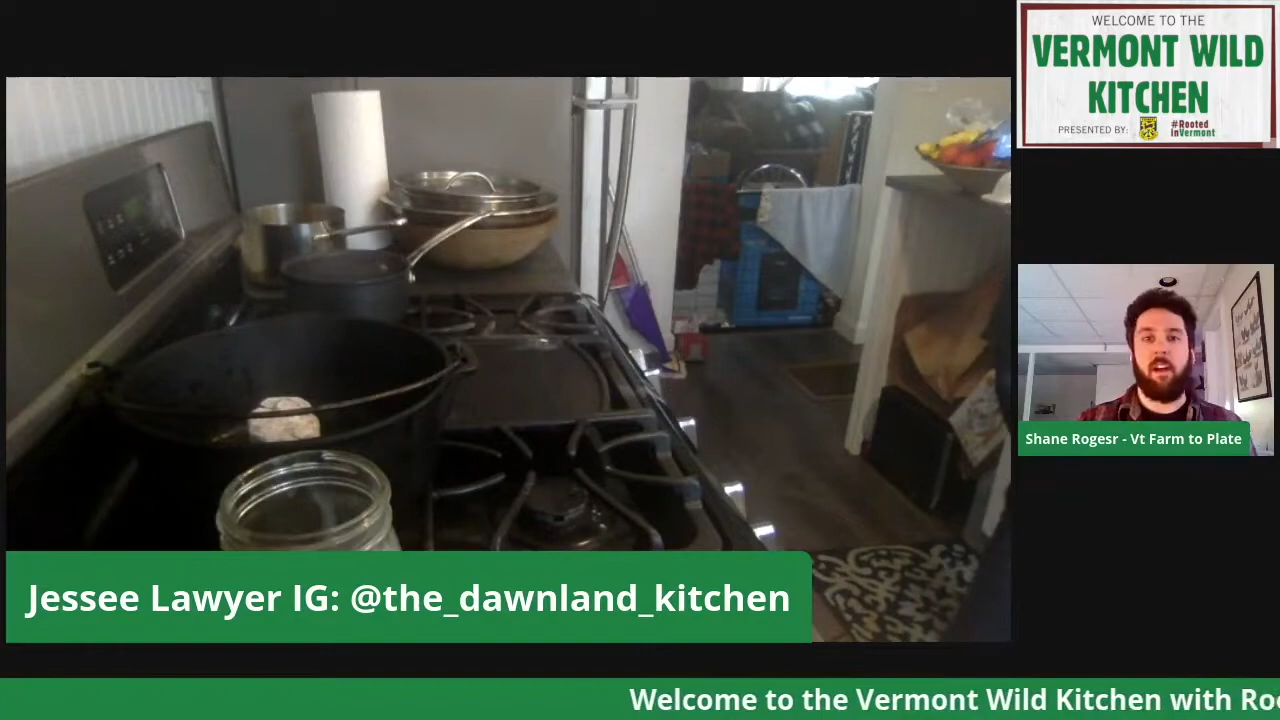 WELCOME TO THE
VERMONT WILD
KITCHEN
PRESENTED BY:
#Rooted
inVermont
Shane Rogesr - Vt Farm to Plate
Jessee Lawyer IG: @the_dawnland_kitchen
Welcome to the Vermont Wild Kitchen with Roo